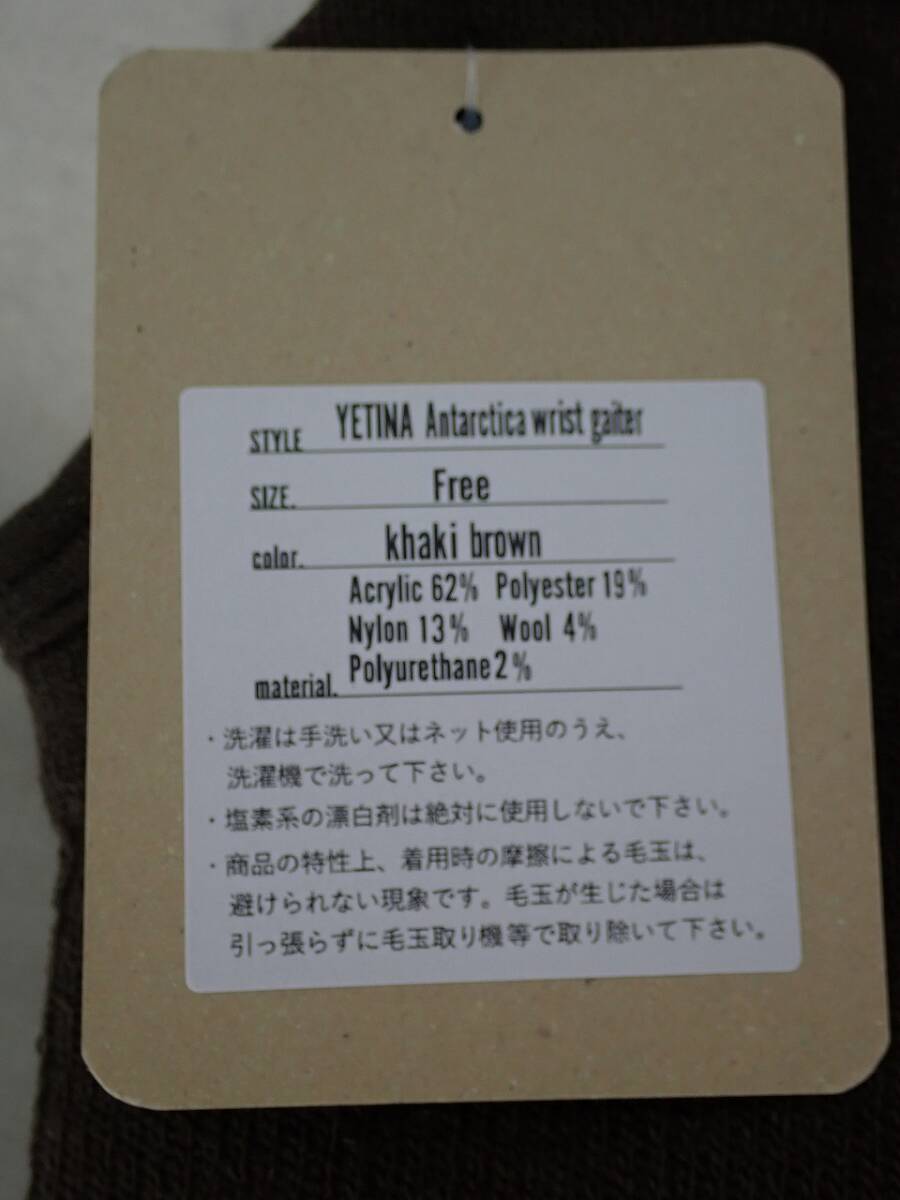 STYLE YETINA Antarctica wrist gaiter
SIZE. Free
color. khaki brown
Acrylic 62% Polyester 19%
Nylon 13% Wool 4%
material. Polyurethane 2%
・洗濯は手洗い又はネット使用のうえ、
洗濯機で洗って下さい。
・塩素系の漂白剤は絶対に使用しないで下さい。
・商品の特性上、着用時の摩擦による毛玉は、
避けられない現象です。毛玉が生じた場合は
引っ張らずに毛玉取り機等で取り除いて下さい。